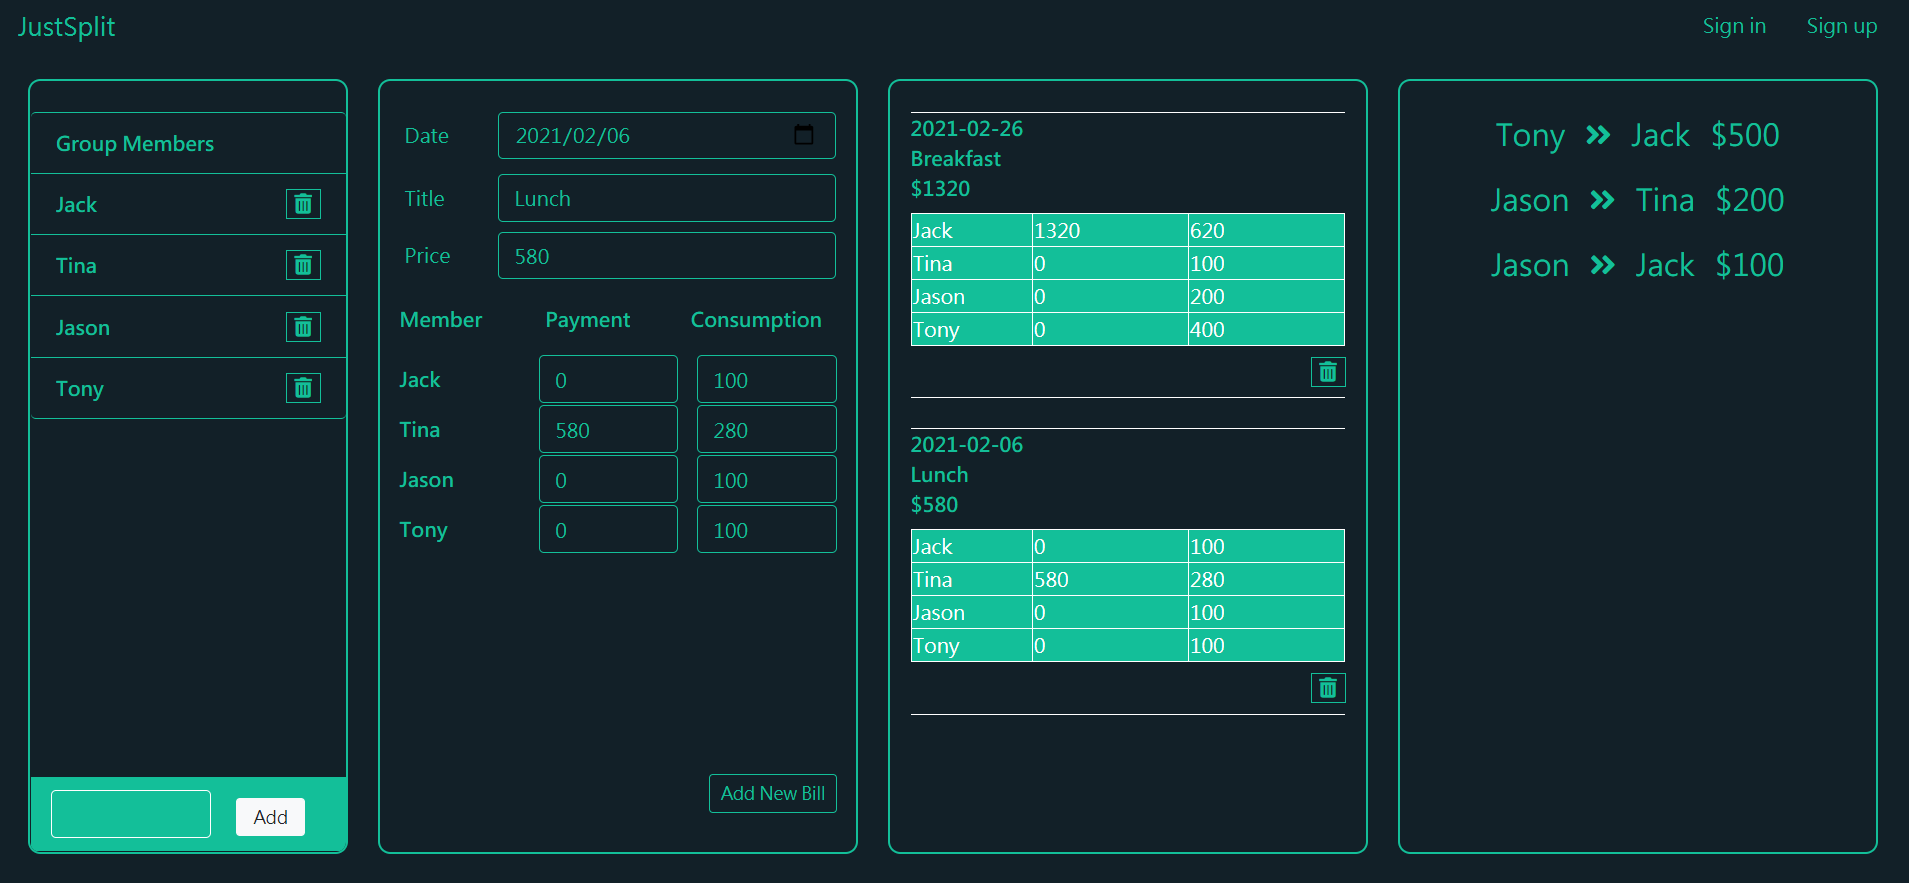 JustSplit
Sign in Sign up
Group Members
Jack
Tina
Jason
Tony
Add
Date 2021/02/06
Title Lunch
Price 580
Member Payment Consumption
Jack 0 100
Tina 580 280
Jason 0 100
Tony 0 100
Add New Bill
2021-02-26
Breakfast
$1320
Jack 1320 620
Tina 0 100
Jason 0 200
Tony 0 400
2021-02-06
Lunch
$580
Jack 0 100
Tina 580 280
Jason 0 100
Tony 0 100
Tony Jack $500
Jason Tina $200
Jason Jack $100